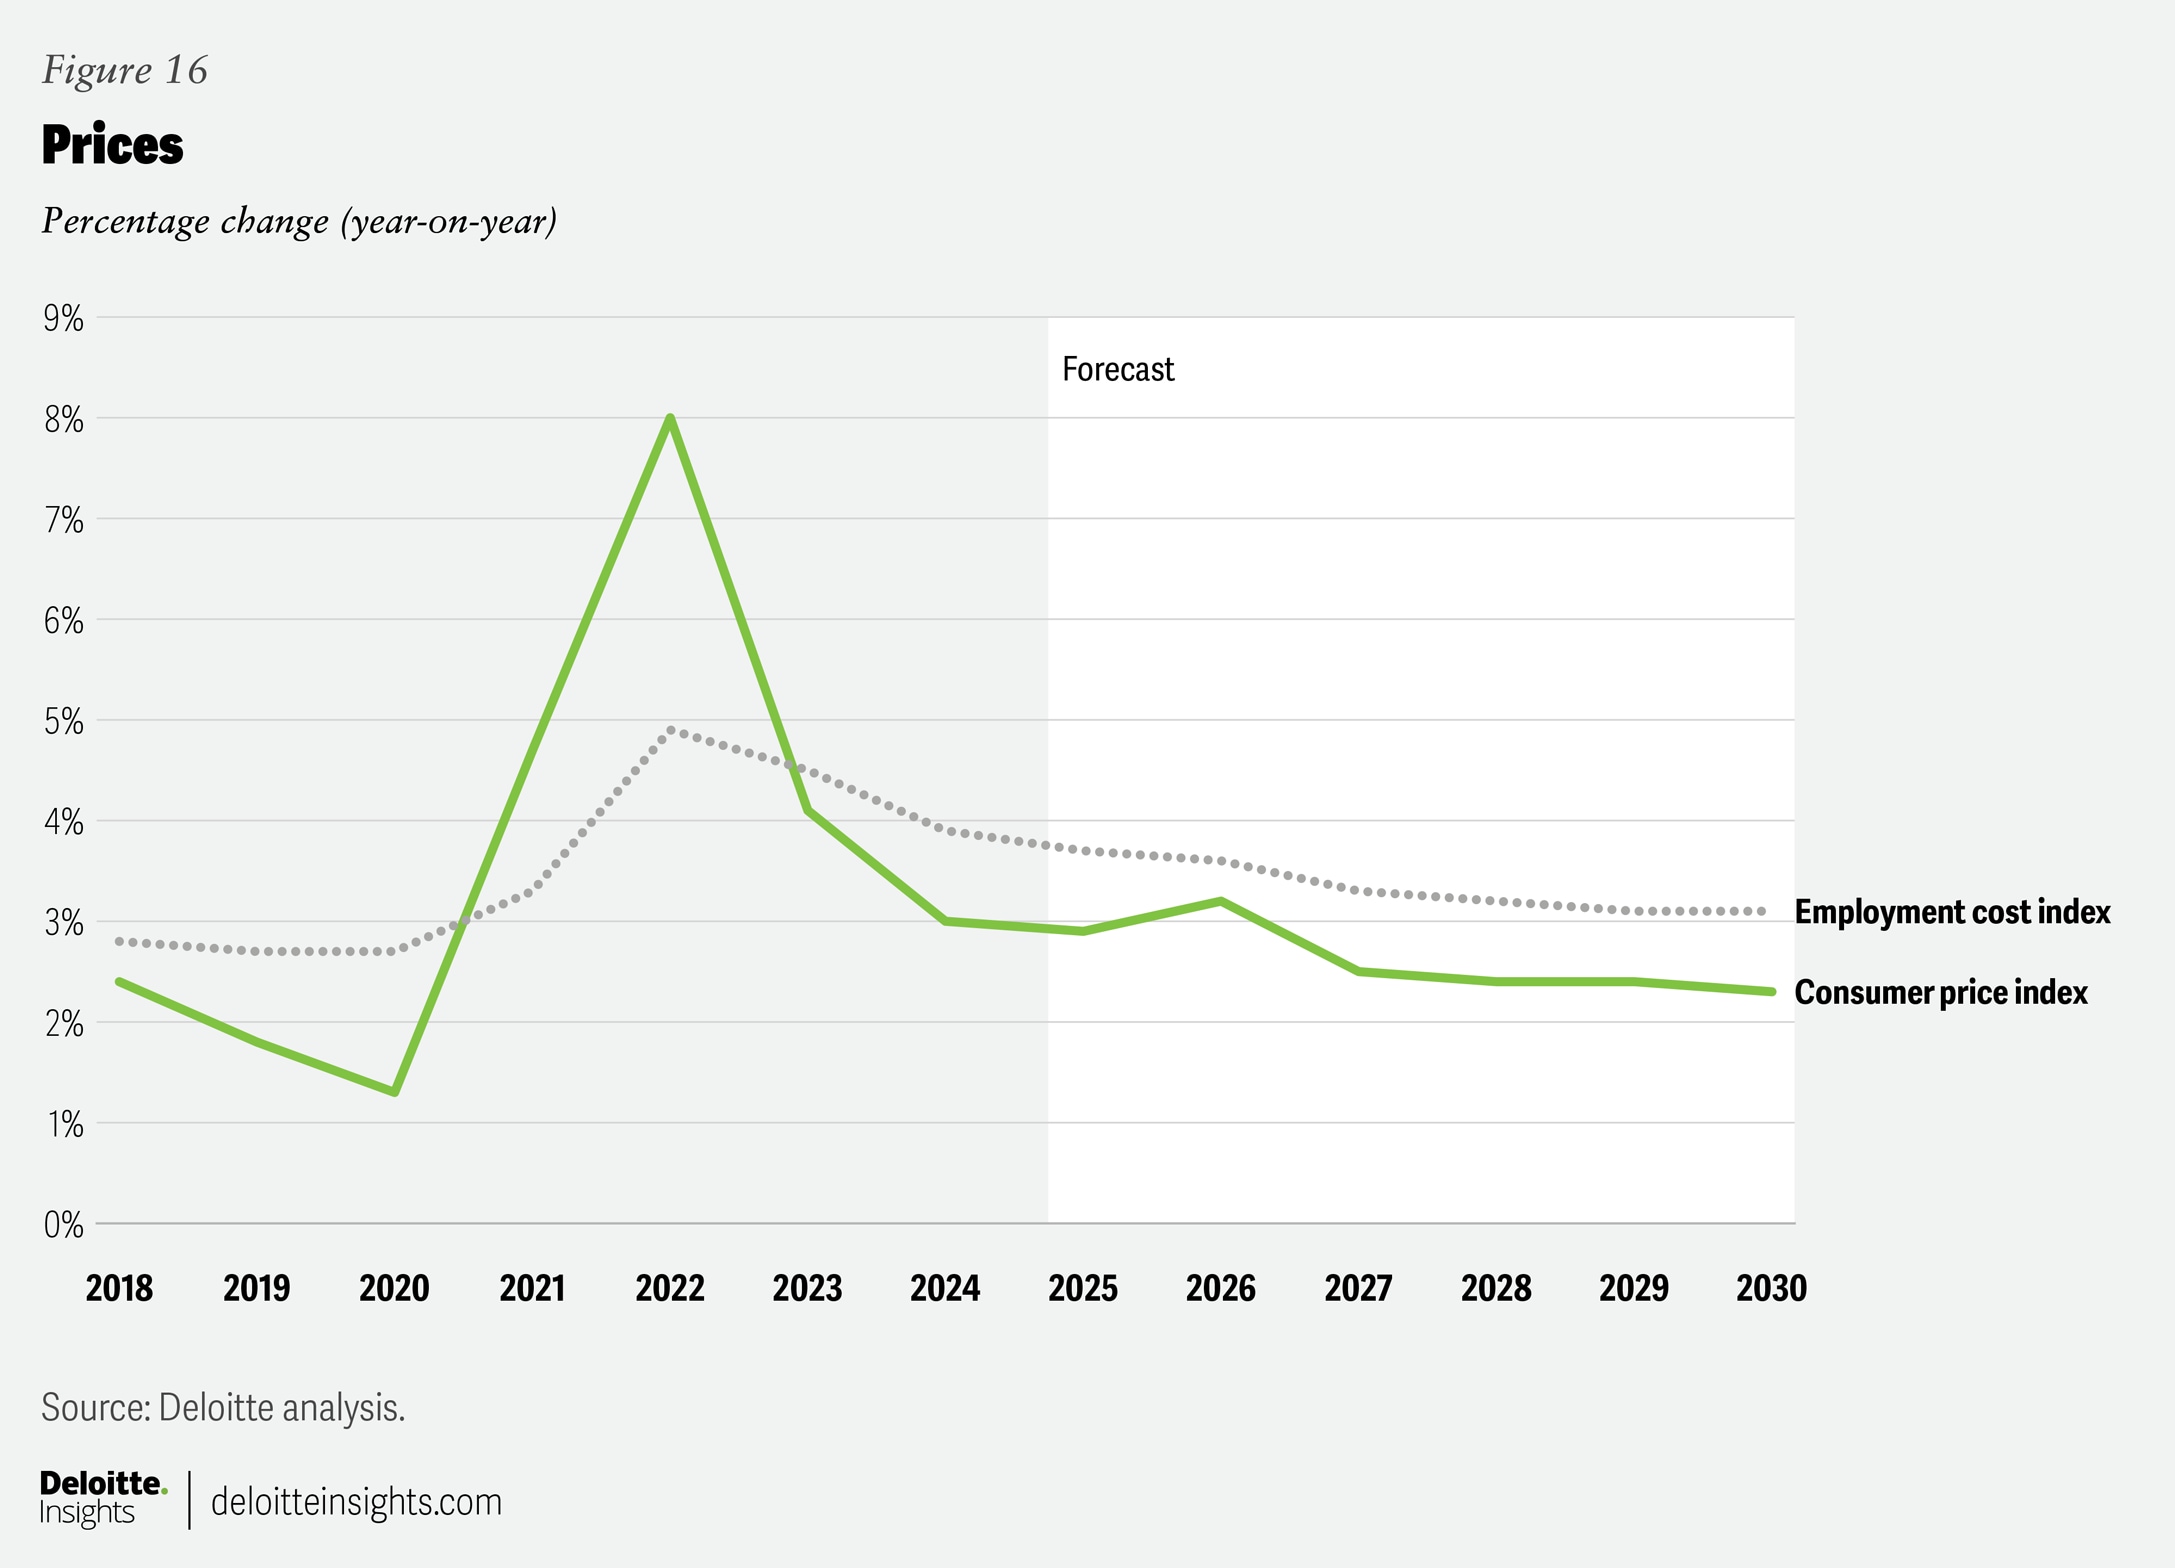 Figure 16
Prices
Percentage change (year-on-year)
9%
Forecast
8%
7%
6%
5%
4%
3%
Employment cost index
Consumer price index
2%
1%
0%
2018 2019 2020 2021 2022 2023 2024 2025 2026 2027 2028 2029 2030
Source: Deloitte analysis.
Deloitte.
Insights
deloitteinsights.com